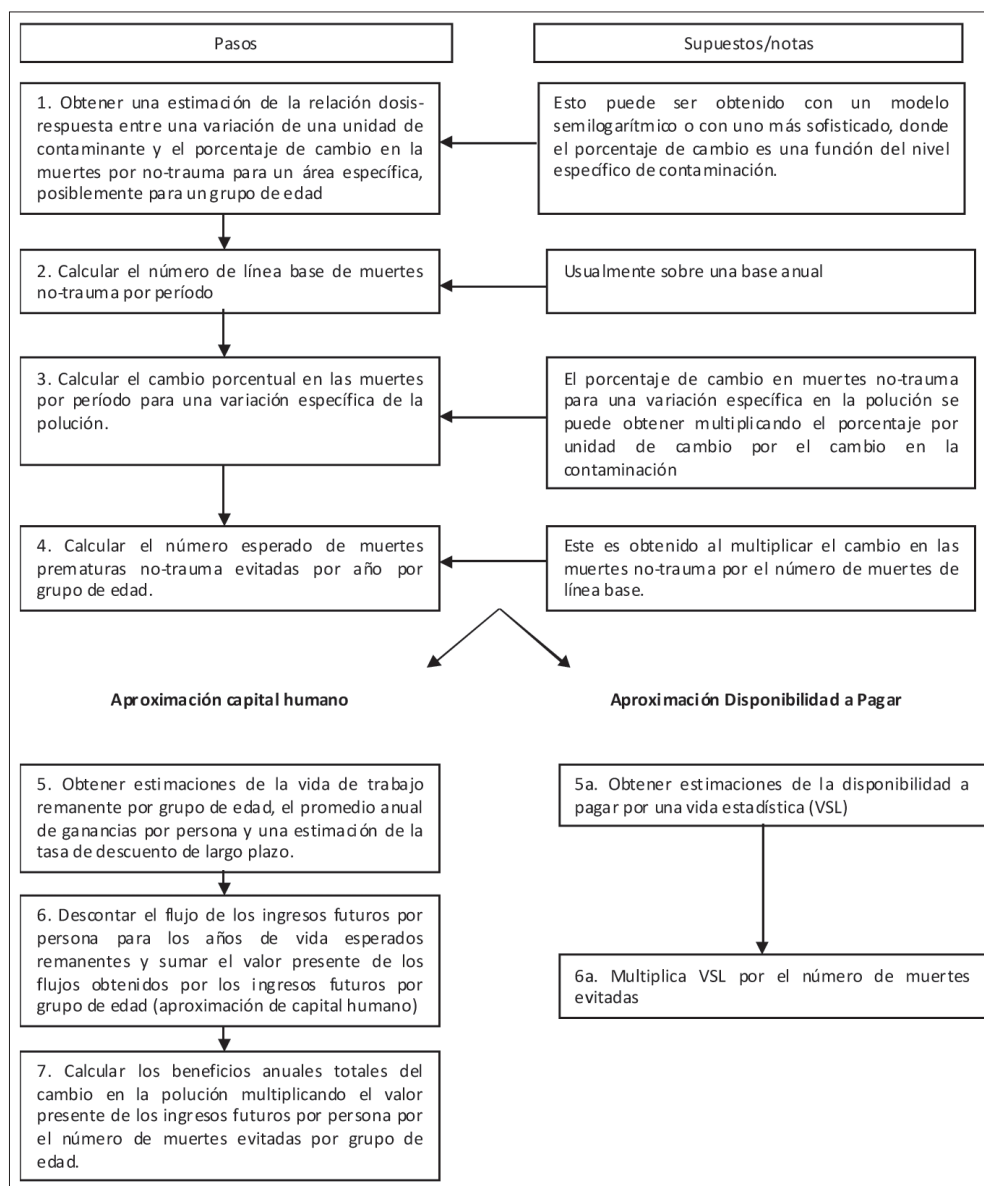 Pasos
Supuestos/notas
1. Obtener una estimación de la relación dosis-
respuesta entre una variación de una unidad de
contaminante y el porcentaje de cambio en la
muertes por no-trauma para un área específica,
posiblemente para un grupo de edad
Esto puede ser obtenido con un modelo
semilogarítmico o con uno más sofisticado, donde
el porcentaje de cambio es una función del nivel
específico de contaminación.
2. Calcular el número de línea base de muertes
no-trauma por período
Usualmente sobre una base anual
3. Calcular el cambio porcentual en las muertes
por período para una variación específica de la
polución.
El porcentaje de cambio en muertes no-trauma
para una variación específica en la polución se
puede obtener multiplicando el porcentaje por
unidad de cambio por el cambio en la
contaminación
4. Calcular el número esperado de muertes
prematuras no-trauma evitadas por año por
grupo de edad.
Este es obtenido al multiplicar el cambio en las
muertes no-trauma por el número de muertes de
línea base.
Aproximación capital humano
Aproximación Disponibilidad a Pagar
5. Obtener estimaciones de la vida de trabajo
remanente por grupo de edad, el promedio anual
de ganancias por persona y una estimación de la
tasa de descuento de largo plazo.
5a. Obtener estimaciones de la disponibilidad a
pagar por una vida estadística (VSL)
6. Descontar el flujo de los ingresos futuros por
persona para los años de vida esperados
remanentes y sumar el valor presente de los
flujos obtenidos por los ingresos futuros por
grupo de edad (aproximación de capital humano)
6a. Multiplica VSL por el número de muertes
evitadas
7. Calcular los beneficios anuales totales del
cambio en la polución multiplicando el valor
presente de los ingresos futuros por persona por
el número de muertes evitadas por grupo de
edad.